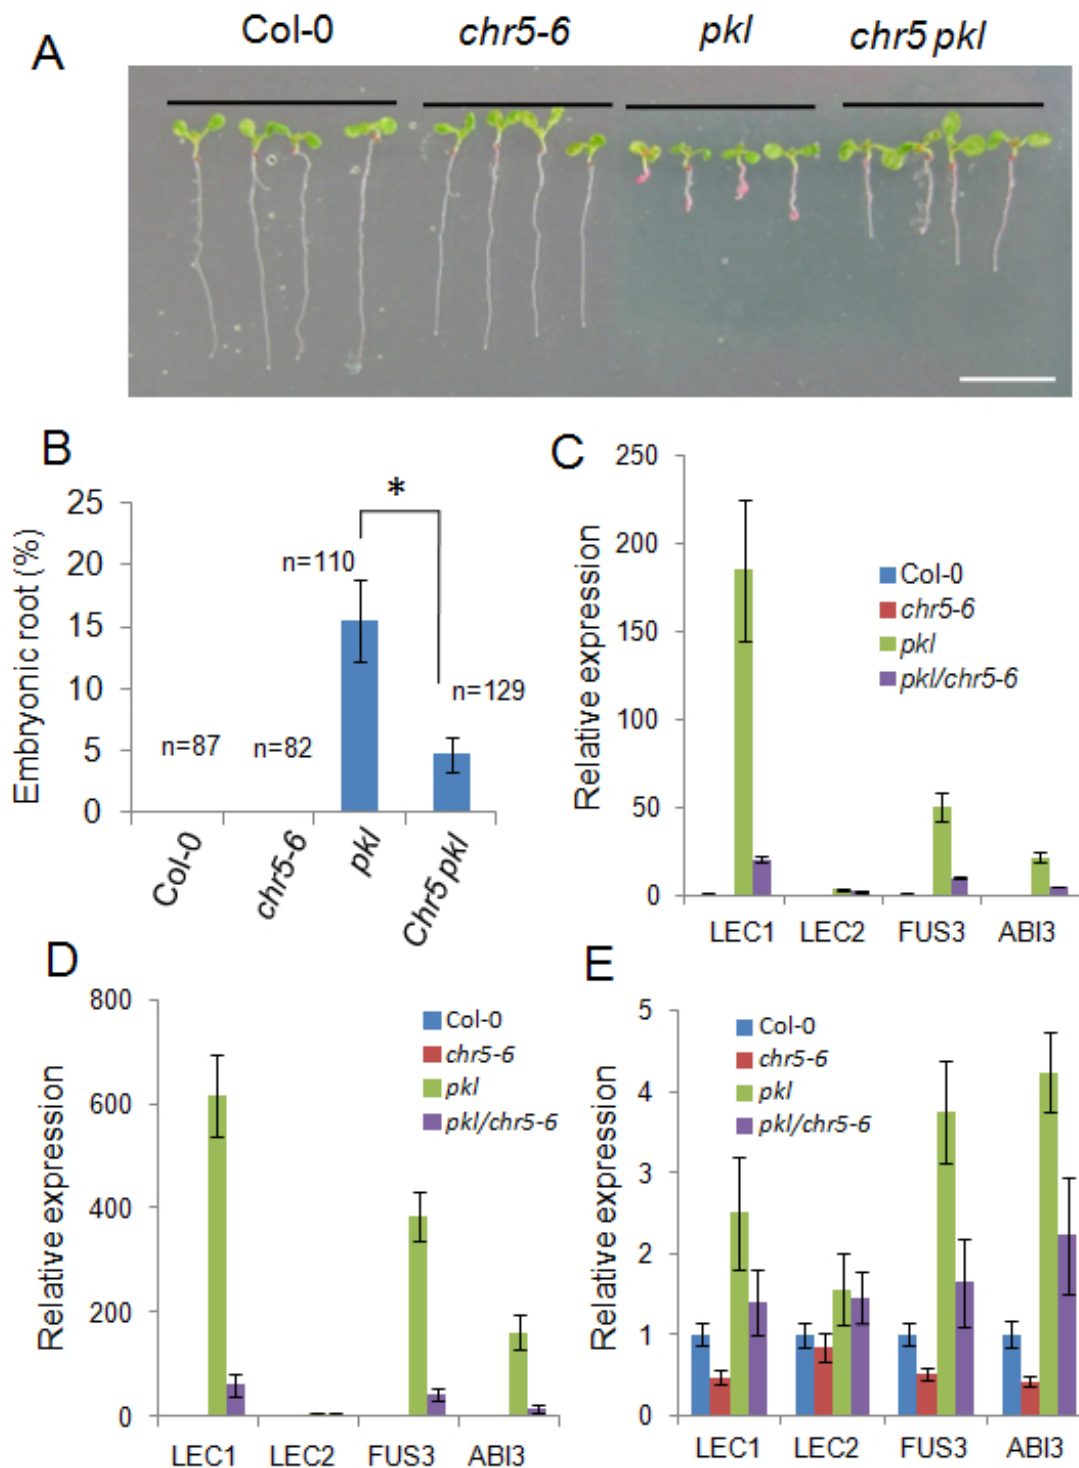 A
Col-0 chr5-6 pkl chr5 pkl
B
Embryonic root (%)
25
20
15
10
5
0
n=87
n=82
n=110
*
n=129
Col-0
chr5-6
pkl
Chr5 pkl
C
Relative expression
250
200
150
100
50
0
Col-0
chr5-6
pkl
pkl/chr5-6
LEC1 LEC2 FUS3 ABI3
D
Relative expression
800
600
400
200
0
Col-0
chr5-6
pkl
pkl/chr5-6
LEC1 LEC2 FUS3 ABI3
E
Relative expression
5
4
3
2
1
0
Col-0
chr5-6
pkl
pkl/chr5-6
LEC1 LEC2 FUS3 ABI3